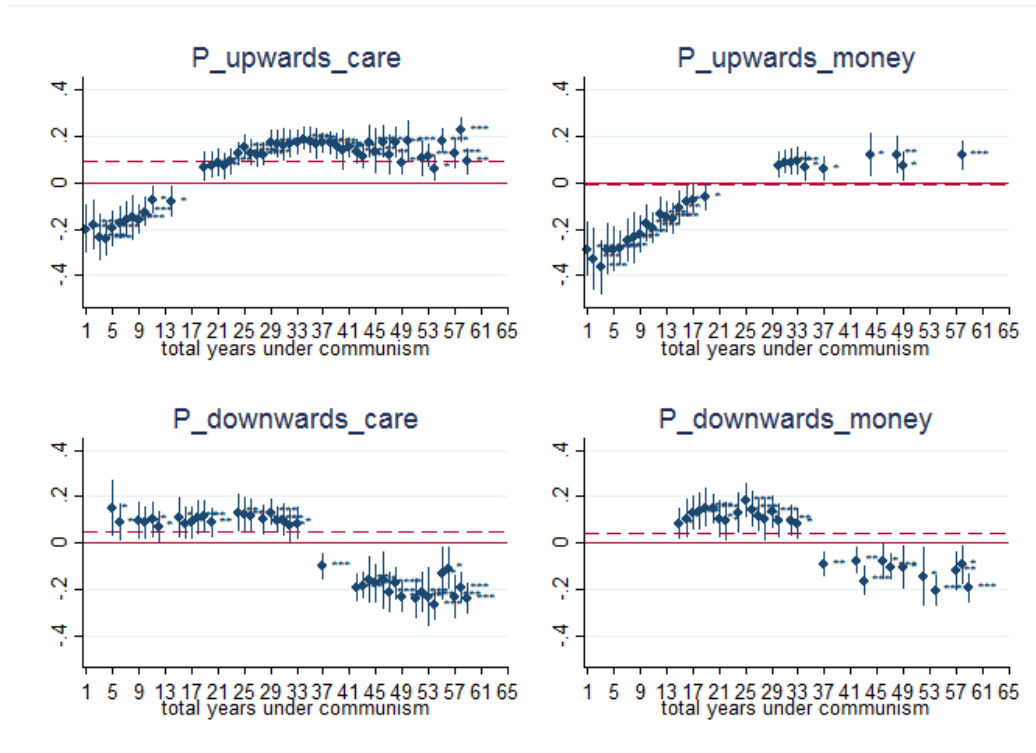 P_upwards_care
P_upwards_money
.4
.2
0
-.2
-.4
1 5 9 13 17 21 25 29 33 37 41 45 49 53 57 61 65
total years under communism
.4
.2
0
-.2
-.4
1 5 9 13 17 21 25 29 33 37 41 45 49 53 57 61 65
total years under communism
P_downwards_care
P_downwards_money
.4
.2
0
-.2
-.4
1 5 9 13 17 21 25 29 33 37 41 45 49 53 57 61 65
total years under communism
.4
.2
0
-.2
-.4
1 5 9 13 17 21 25 29 33 37 41 45 49 53 57 61 65
total years under communism